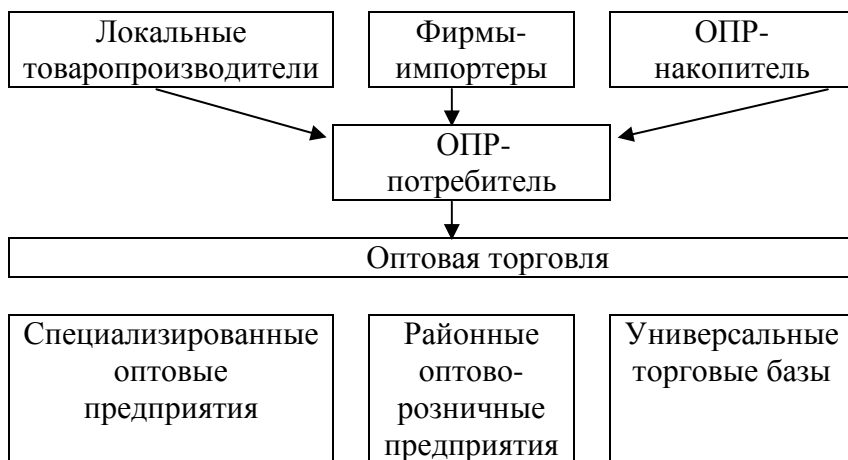 Локальные
товаропроизводители
Фирмы-
импортеры
ОПР-
накопитель
ОПР-
потребитель
Оптовая торговля
Специализированные
оптовые
предприятия
Районные
оптово-
розничные
предприятия
Универсальные
торговые базы